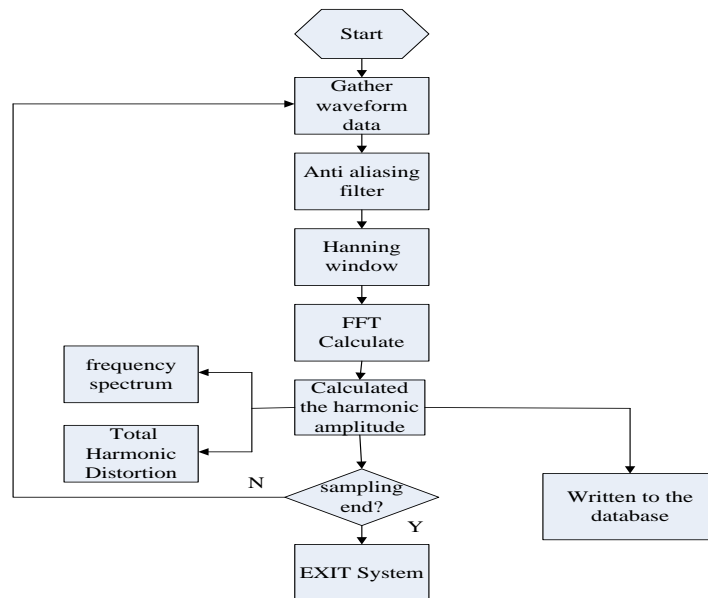 Start
Gather
waveform
data
Anti aliasing
filter
Hanning
window
FFT
Calculate
frequency
spectrum
Calculated
the harmonic
amplitude
Total
Harmonic
Distortion
N
sampling
end?
Y
Written to the
database
EXIT System